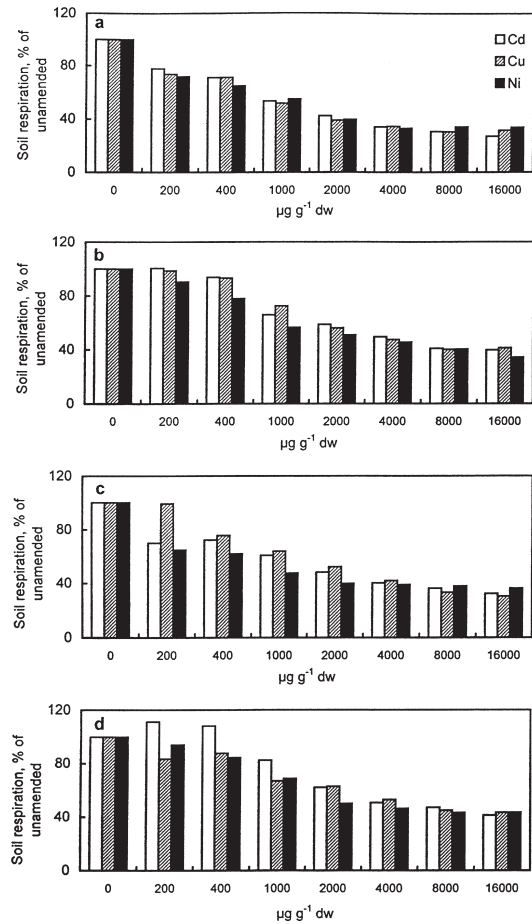 a
Soil respiration, % of
unamended
120
80
40
0
Cd
Cu
Ni
0 200 400 1000 2000 4000 8000 16000
µg g⁻¹ dw
b
Soil respiration, % of
unamended
120
80
40
0
0 200 400 1000 2000 4000 8000 16000
µg g⁻¹ dw
c
Soil respiration, % of
unamended
120
80
40
0
0 200 400 1000 2000 4000 8000 16000
µg g⁻¹ dw
d
Soil respiration, % of
unamended
120
80
40
0
0 200 400 1000 2000 4000 8000 16000
µg g⁻¹ dw